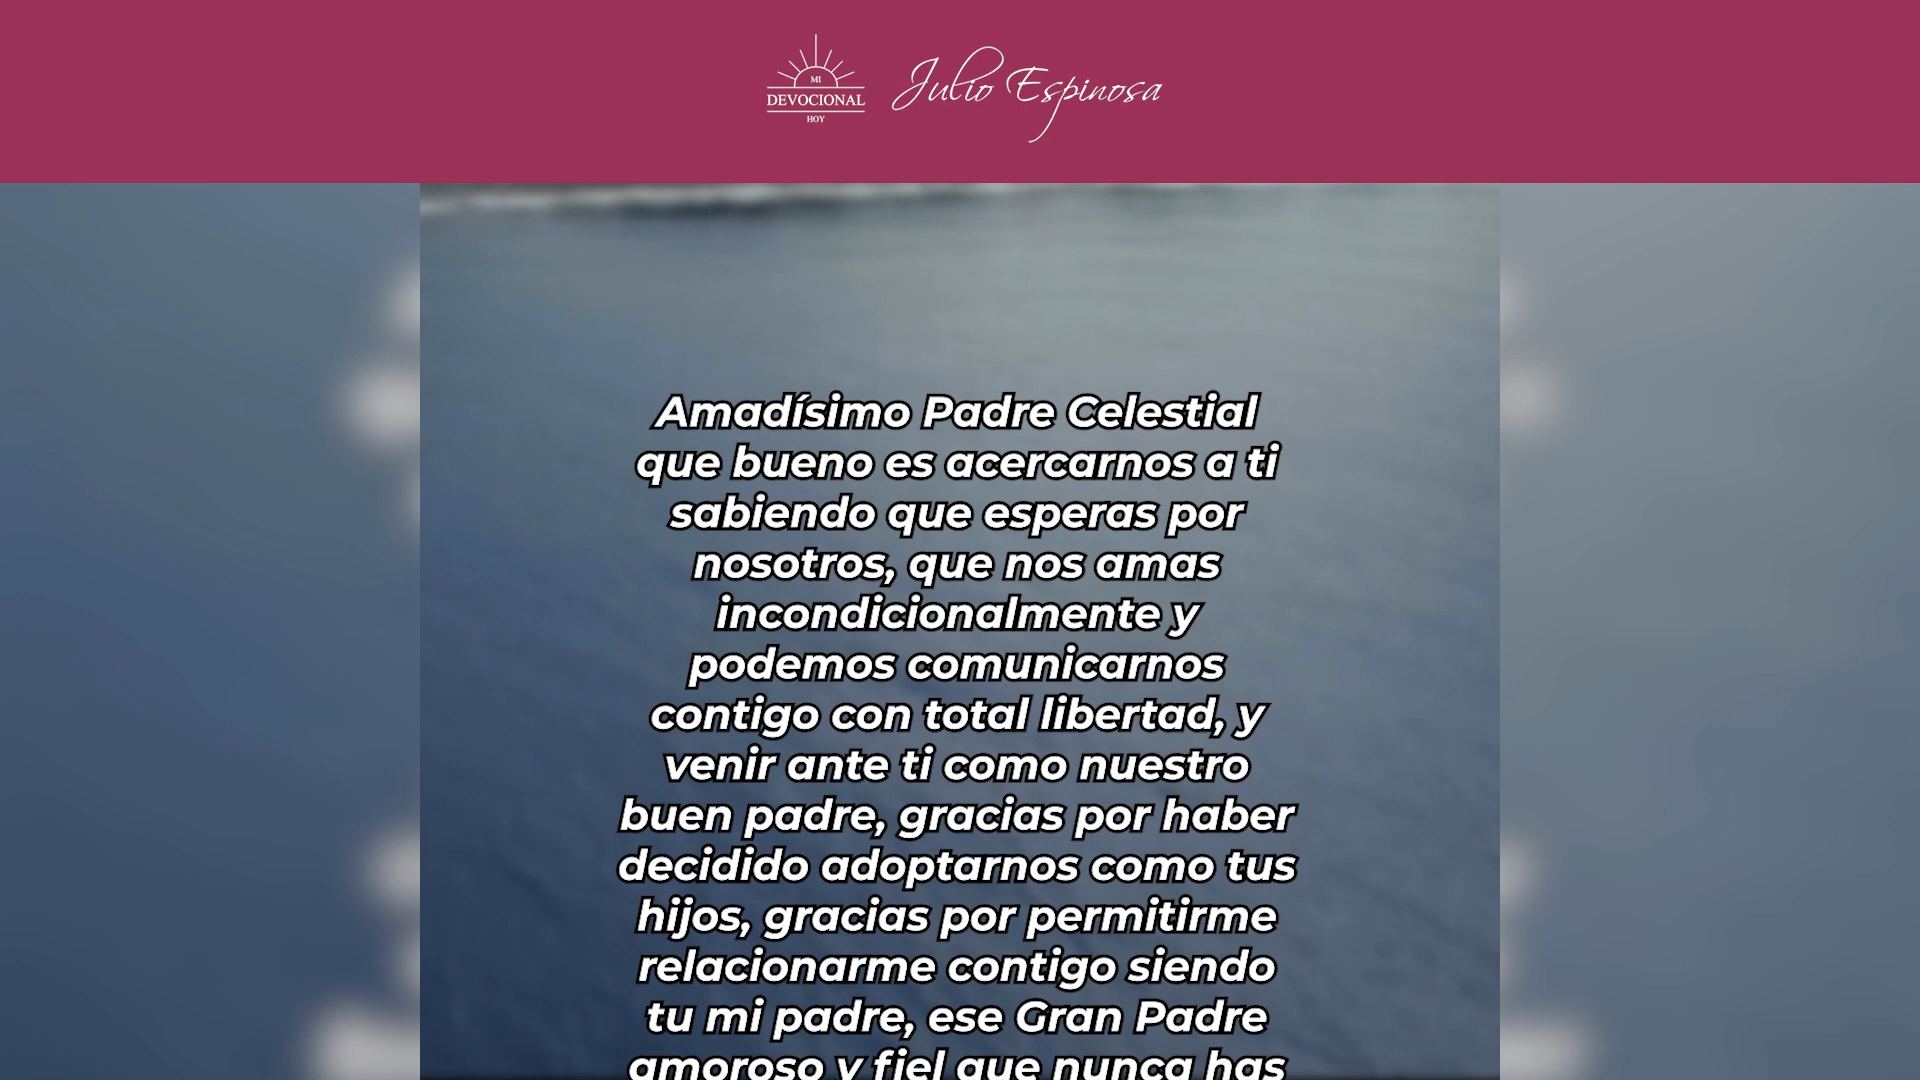 MI
DEVOCIONAL
HOY
Julio Espinosa
Amadísimo Padre Celestial
que bueno es acercarnos a ti
sabiendo que esperas por
nosotros, que nos amas
incondicionalmente y
podemos comunicarnos
contigo con total libertad, y
venir ante ti como nuestro
buen padre, gracias por haber
decidido adoptarnos como tus
hijos, gracias por permitirme
relacionarme contigo siendo
tu mi padre, ese Gran Padre
amoroso y fiel que nunca has